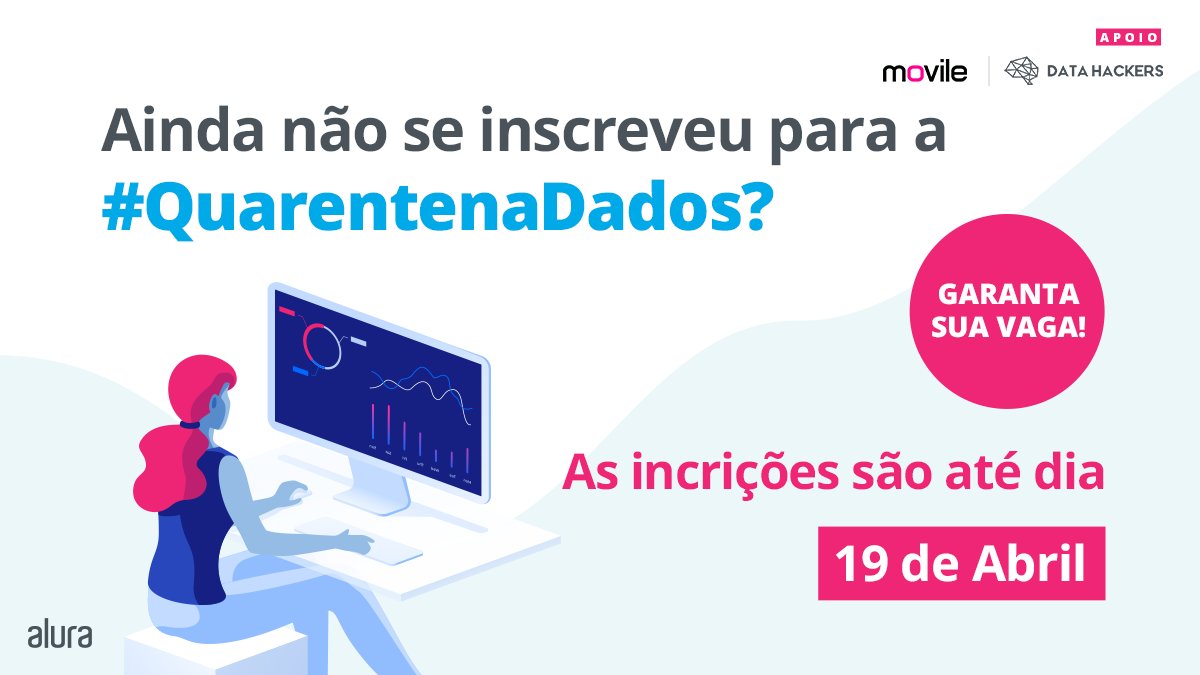 APOIO
movile
DATA HACKERS
Ainda não se inscreveu para a
#QuarentenaDados?
GARANTA
SUA VAGA!
As incrições são até dia
19 de Abril
alura